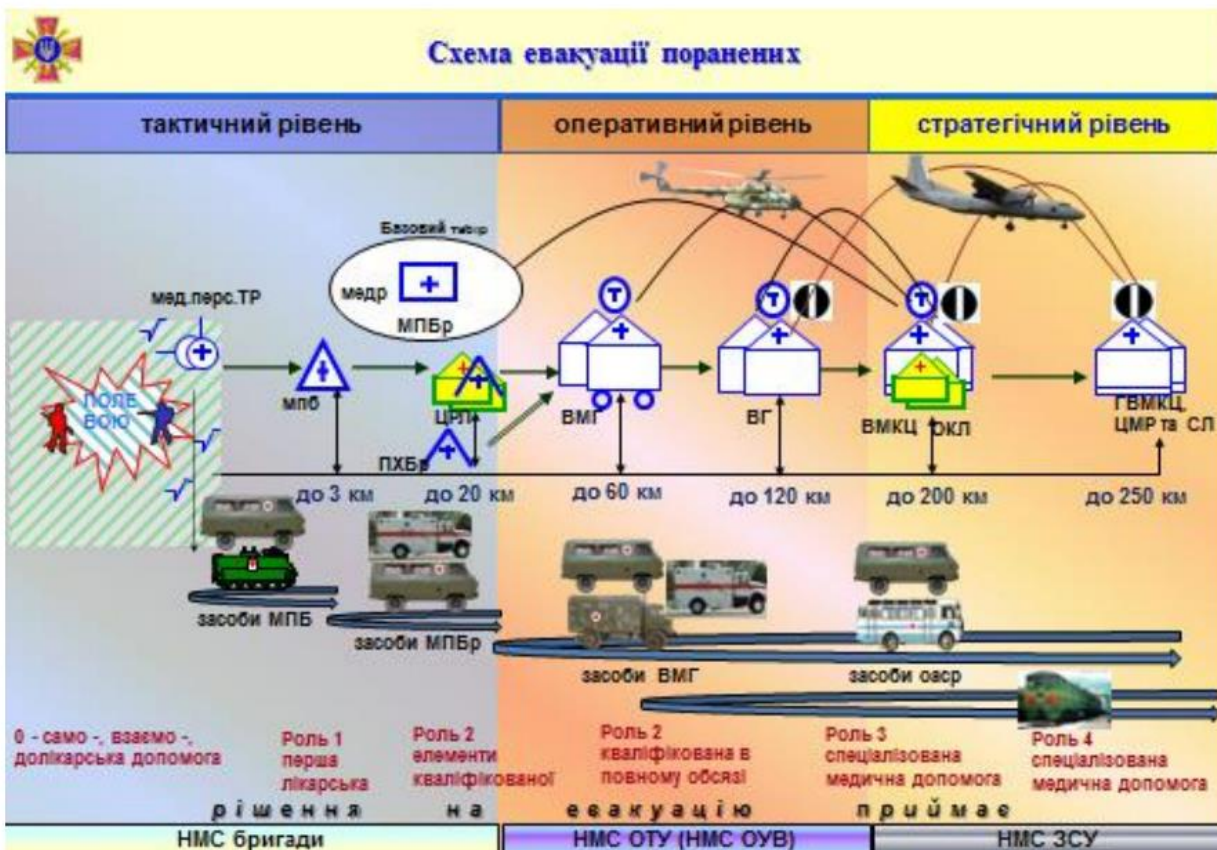 Схема евакуації поранених
тактичний рівень
оперативний рівень
стратегічний рівень
Базовий табір
медр
МПБр
мед.перс.ТР
ПОЛЕ
БОЮ
мпб
ЦРЛ
ПХБр
ВМГ
ВГ
ВМКЦ
ОКЛ
ГВМКЦ,
ЦМР та СЛ
до 3 км
до 20 км
до 60 км
до 120 км
до 200 км
до 250 км
засоби МПБ
засоби МПБр
засоби ВМГ
засоби оаср
0 - само -, взаємо -,
долікарська допомога
Роль 1
перша
лікарська
Роль 2
елементи
кваліфікованої
Роль 2
кваліфікована в
повному обсязі
Роль 3
спеціалізована
медична допомога
Роль 4
спеціалізована
медична допомога
рішення на евакуацію приймає
НМС бригади
НМС ОТУ (НМС ОУВ)
НМС ЗСУ